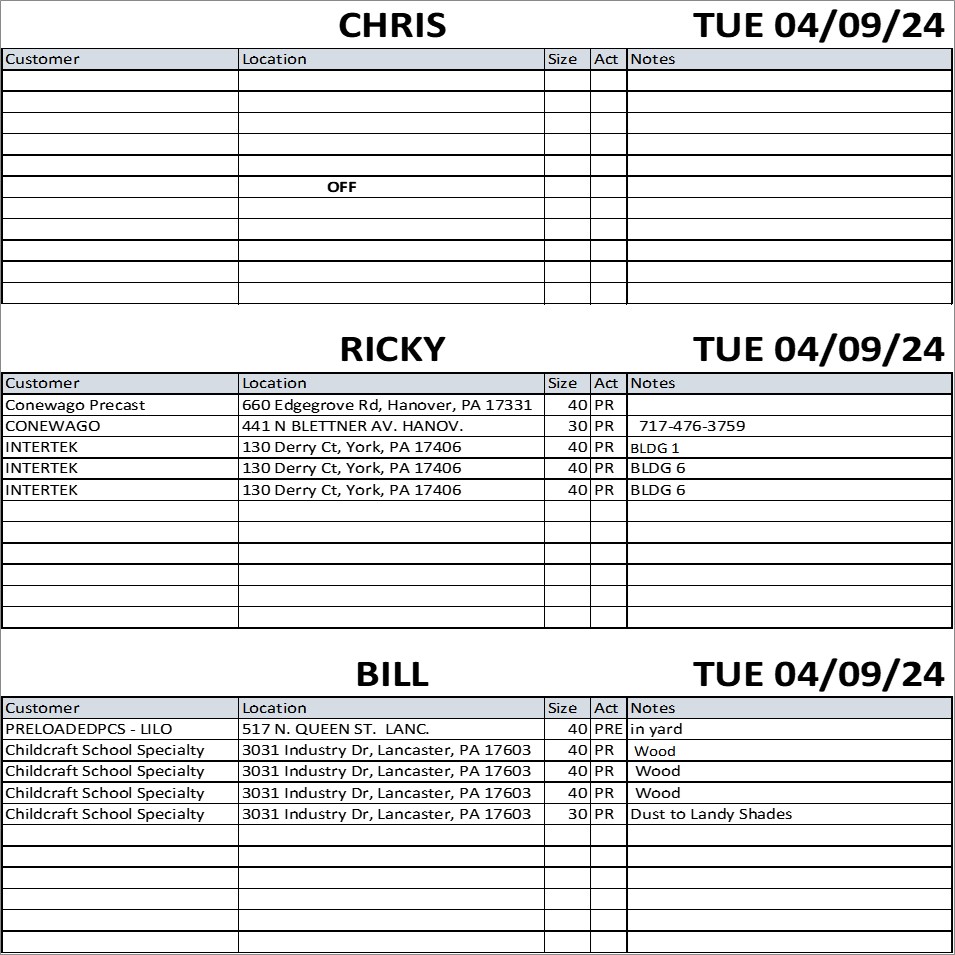 CHRIS TUE 04/09/24
Customer Location Size Act Notes
OFF
RICKY TUE 04/09/24
Customer Location Size Act Notes
Conewago Precast 660 Edgegrove Rd, Hanover, PA 17331 40 PR
CONEWAGO 441 N BLETTNER AV. HANOV. 30 PR 717-476-3759
INTERTEK 130 Derry Ct, York, PA 17406 40 PR BLDG 1
INTERTEK 130 Derry Ct, York, PA 17406 40 PR BLDG 6
INTERTEK 130 Derry Ct, York, PA 17406 40 PR BLDG 6
BILL TUE 04/09/24
Customer Location Size Act Notes
PRELOADEDPCS - LILO 517 N. QUEEN ST. LANC. 40 PRE in yard
Childcraft School Specialty 3031 Industry Dr, Lancaster, PA 17603 40 PR Wood
Childcraft School Specialty 3031 Industry Dr, Lancaster, PA 17603 40 PR Wood
Childcraft School Specialty 3031 Industry Dr, Lancaster, PA 17603 40 PR Wood
Childcraft School Specialty 3031 Industry Dr, Lancaster, PA 17603 30 PR Dust to Landy Shades